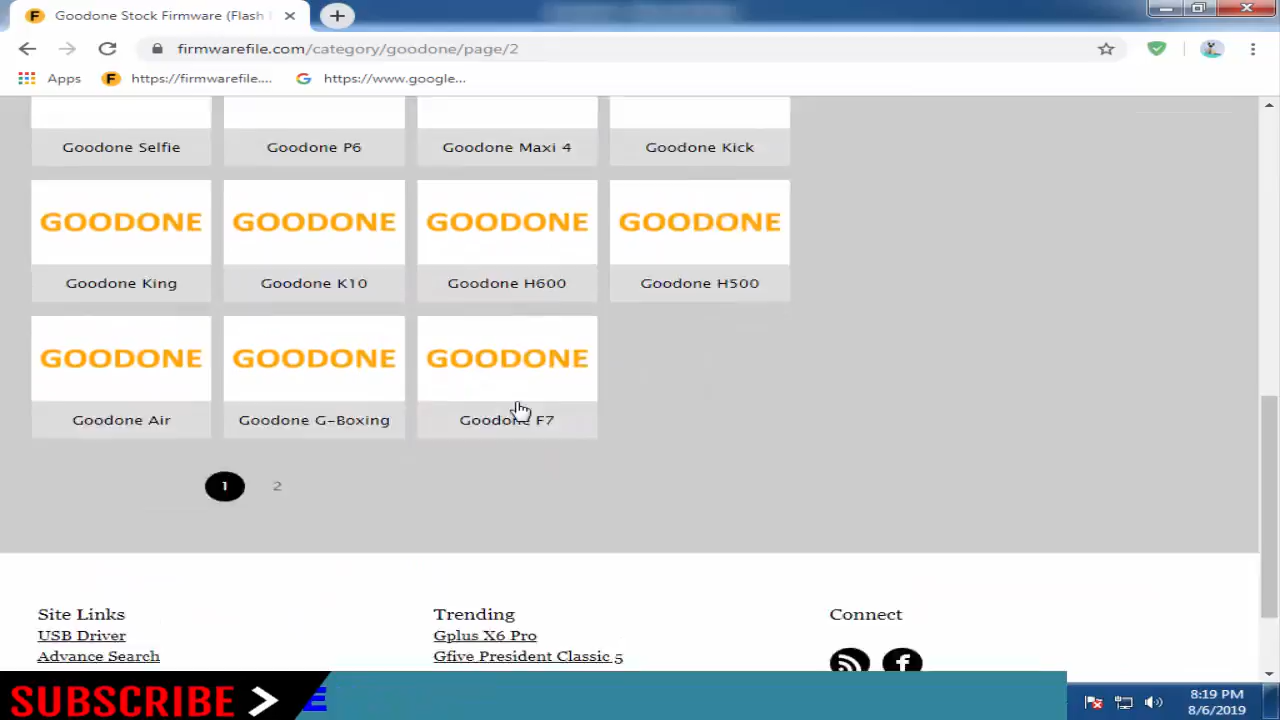 Goodone Stock Firmware (Flash
firmwarefile.com/category/goodone/page/2
Apps https://firmwarefile.... https://www.google...
Goodone Selfie Goodone P6 Goodone Maxi 4 Goodone Kick
GOODONE GOODONE GOODONE GOODONE
Goodone King Goodone K10 Goodone H600 Goodone H500
GOODONE GOODONE GOODONE
Goodone Air Goodone G-Boxing Goodone F7
1 2
Site Links Trending Connect
USB Driver Gplus X6 Pro
Advance Search Gfive President Classic 5
SUBSCRIBE E
8:19 PM
8/6/2019